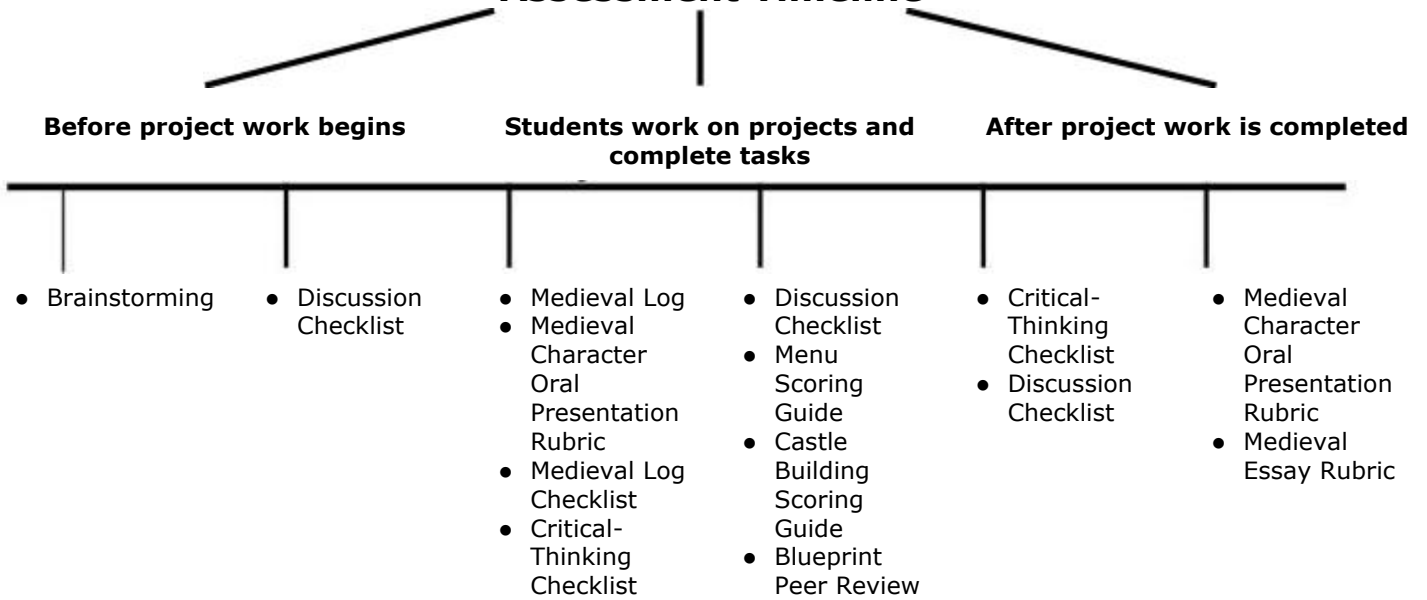 Assessment Timeline
Before project work begins
Students work on projects and
complete tasks
After project work is completed
● Brainstorming
● Discussion
Checklist
● Medieval Log
● Medieval
Character
Oral
Presentation
Rubric
● Medieval Log
Checklist
● Critical-
Thinking
Checklist
● Discussion
Checklist
● Menu
Scoring
Guide
● Castle
Building
Scoring
Guide
● Blueprint
Peer Review
● Critical-
Thinking
Checklist
● Discussion
Checklist
● Medieval
Character
Oral
Presentation
Rubric
● Medieval
Essay Rubric